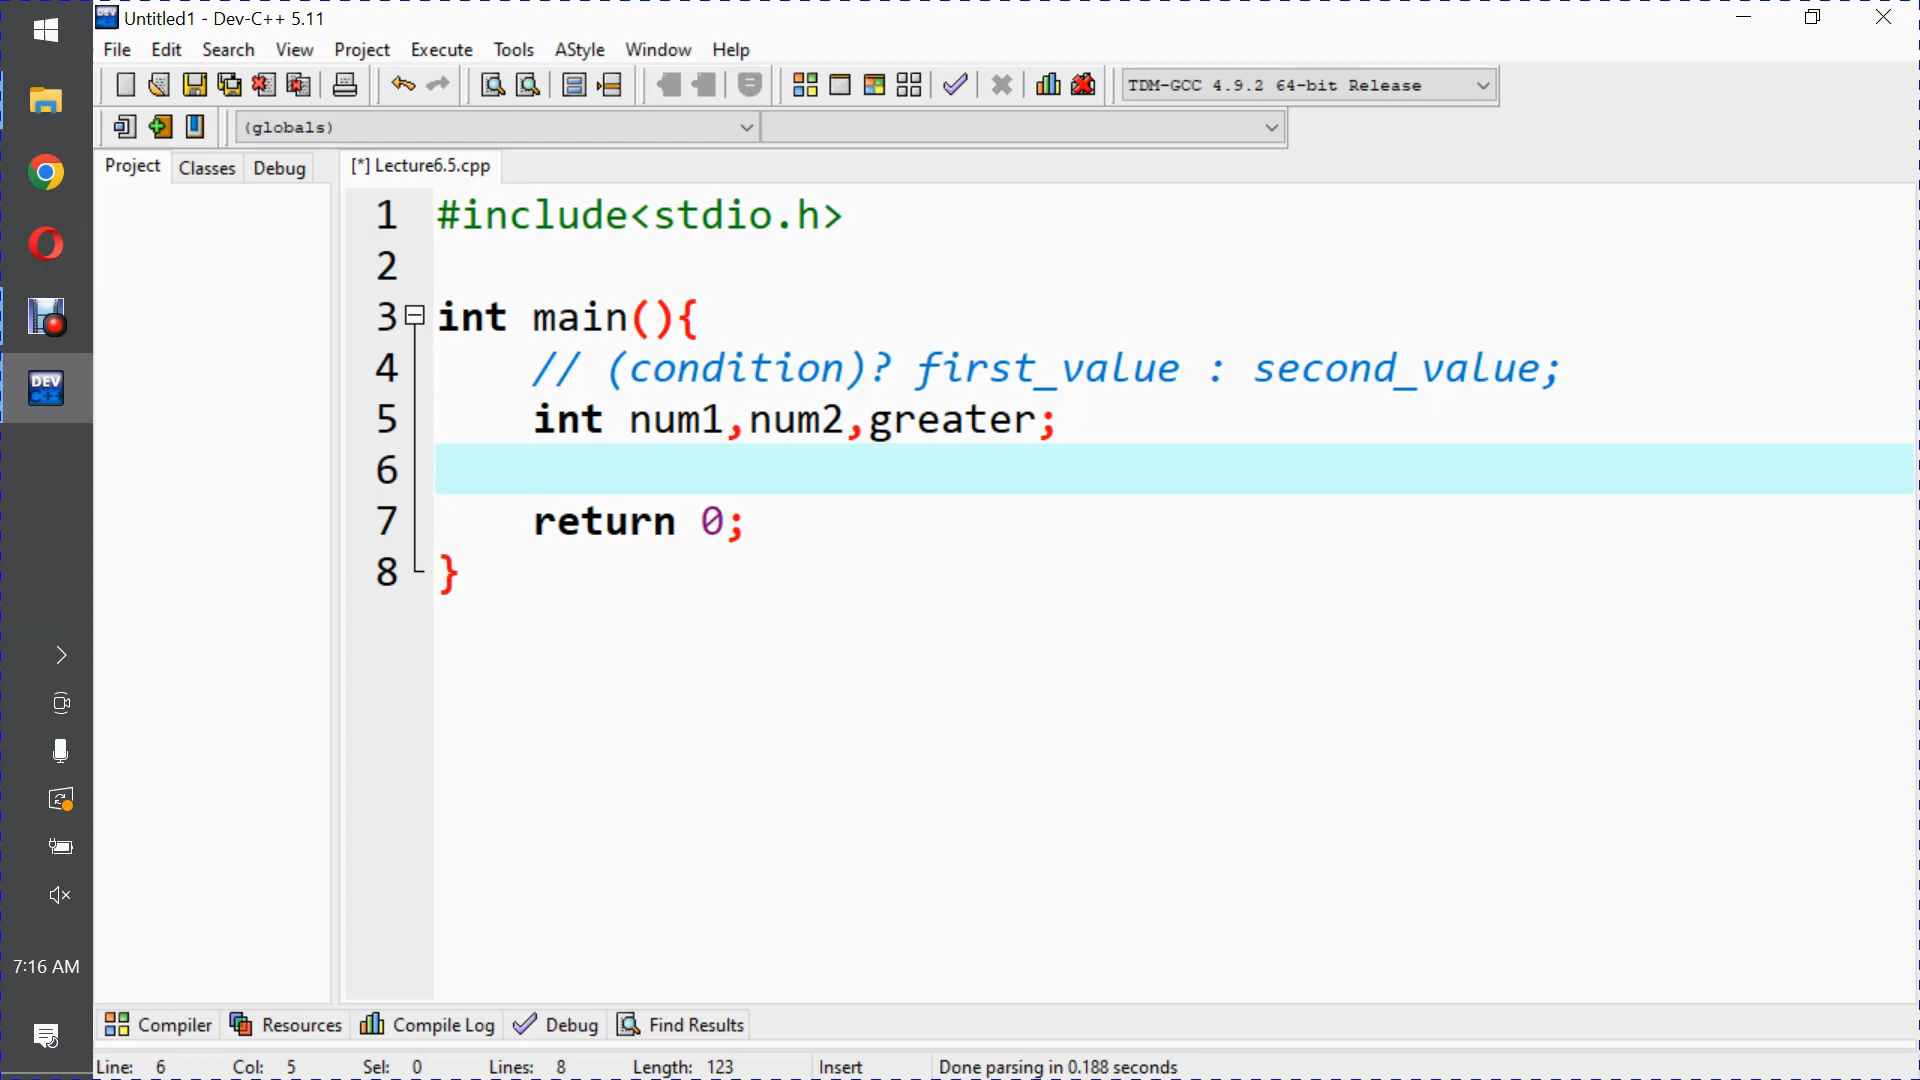 Untitled1 - Dev-C++ 5.11
File Edit Search View Project Execute Tools AStyle Window Help
TDM-GCC 4.9.2 64-bit Release
(globals)
Project Classes Debug
[*] Lecture6.5.cpp
1 #include<stdio.h>
2
3 int main(){
4 // (condition)? first_value : second_value;
5 int num1,num2,greater;
6
7 return 0;
8 }
DEV C++
7:16 AM
Compiler Resources Compile Log Debug Find Results
Line: 6 Col: 5 Sel: 0 Lines: 8 Length: 123 Insert Done parsing in 0.188 seconds